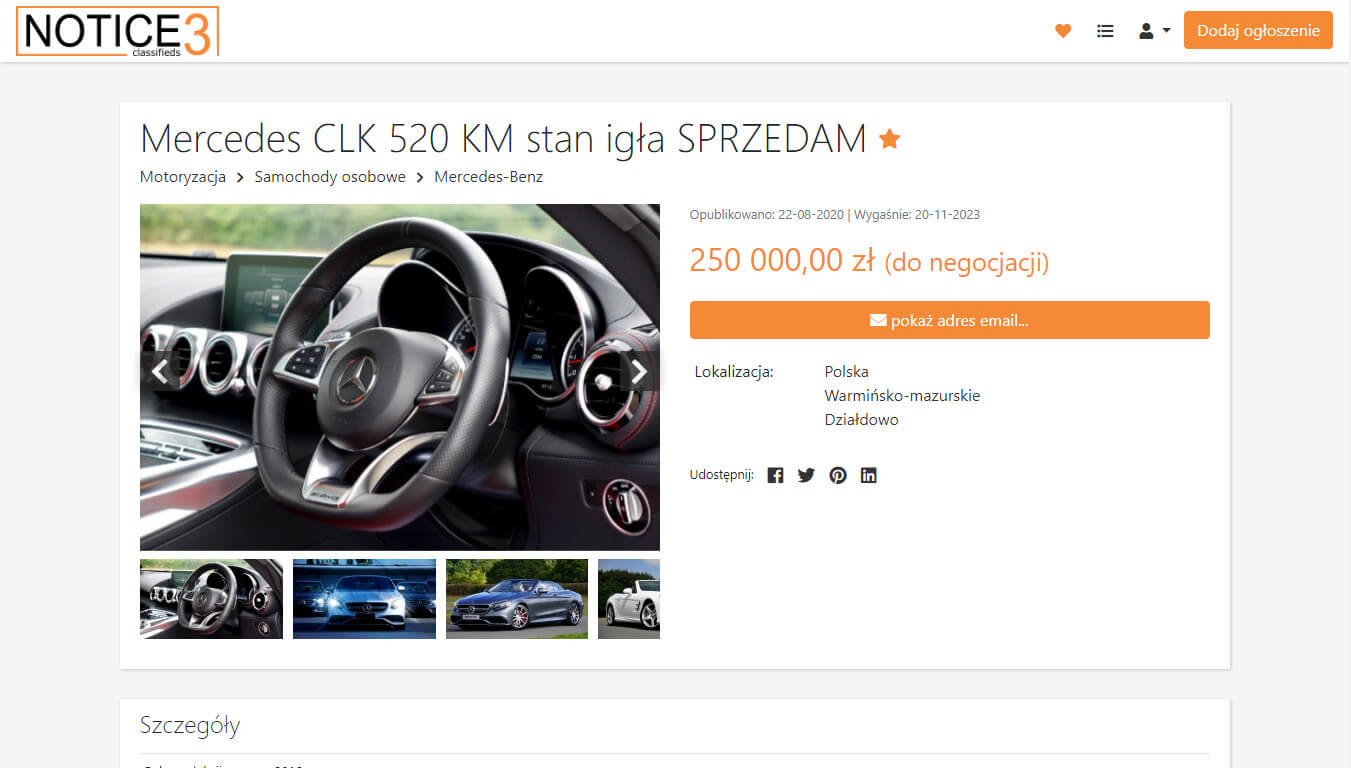 NOTICE3
classifieds
Dodaj ogłoszenie
Mercedes CLK 520 KM stan igła SPRZEDAM
Motoryzacja > Samochody osobowe > Mercedes-Benz
Opublikowano: 22-08-2020 | Wygaśnie: 20-11-2023
250 000,00 zł (do negocjacji)
pokaż adres email...
Lokalizacja: Polska
Warmińsko-mazurskie
Działdowo
Udostępnij:
Szczegóły